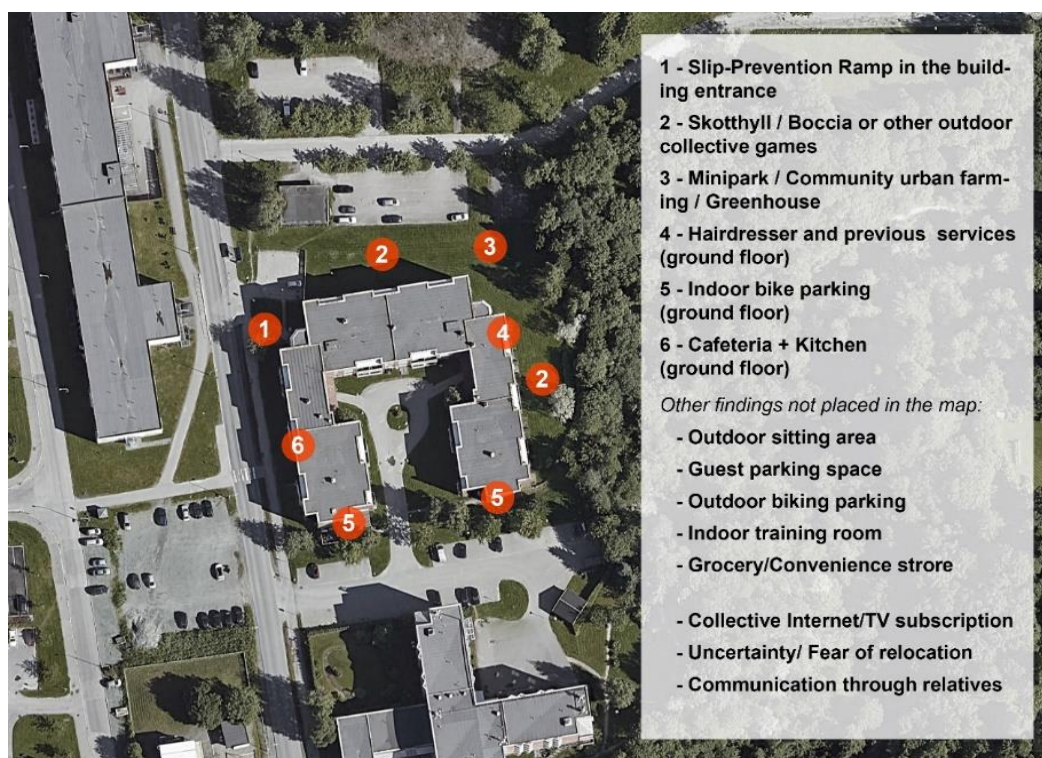 1 - Slip-Prevention Ramp in the build-
ing entrance
2 - Skotthyll / Boccia or other outdoor
collective games
3 - Minipark / Community urban farm-
ing / Greenhouse
4 - Hairdresser and previous services
(ground floor)
5 - Indoor bike parking
(ground floor)
6 - Cafeteria + Kitchen
(ground floor)
Other findings not placed in the map:
- Outdoor sitting area
- Guest parking space
- Outdoor biking parking
- Indoor training room
- Grocery/Convenience strore
- Collective Internet/TV subscription
- Uncertainty/ Fear of relocation
- Communication through relatives
2
3
1
4
2
6
5
5